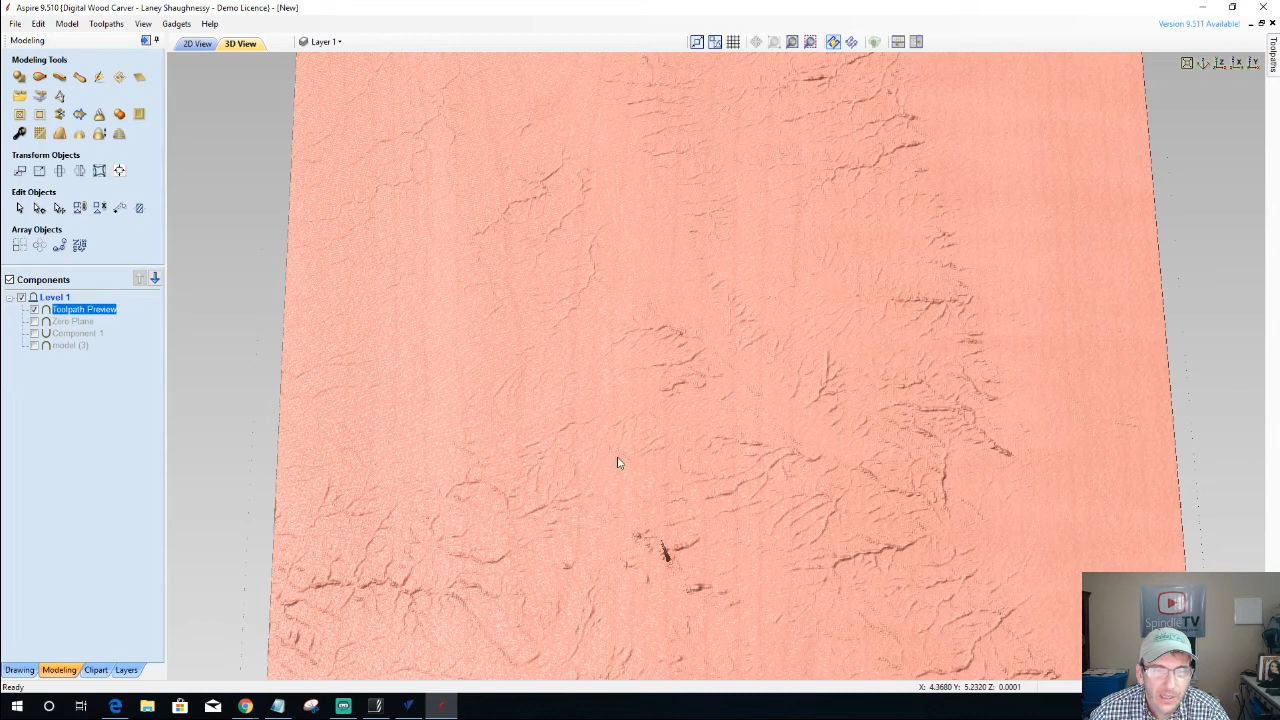 Aspire 9.510 {Digital Wood Carver - Laney Shaughnessy - Demo Licence} - [New]
File Edit Model Toolpaths View Gadgets Help
Version 9.511 Available!
Modeling
2D View 3D View Layer 1
Toolpaths
Modeling Tools
Transform Objects
Edit Objects
Array Objects
Components
Level 1
Toolpath Preview
Zero Plane
Component 1
model (3)
SpindleTV
Drawing Modeling Clipart Layers
Ready
X: 4.3680 Y: 5.2320 Z: 0.0001